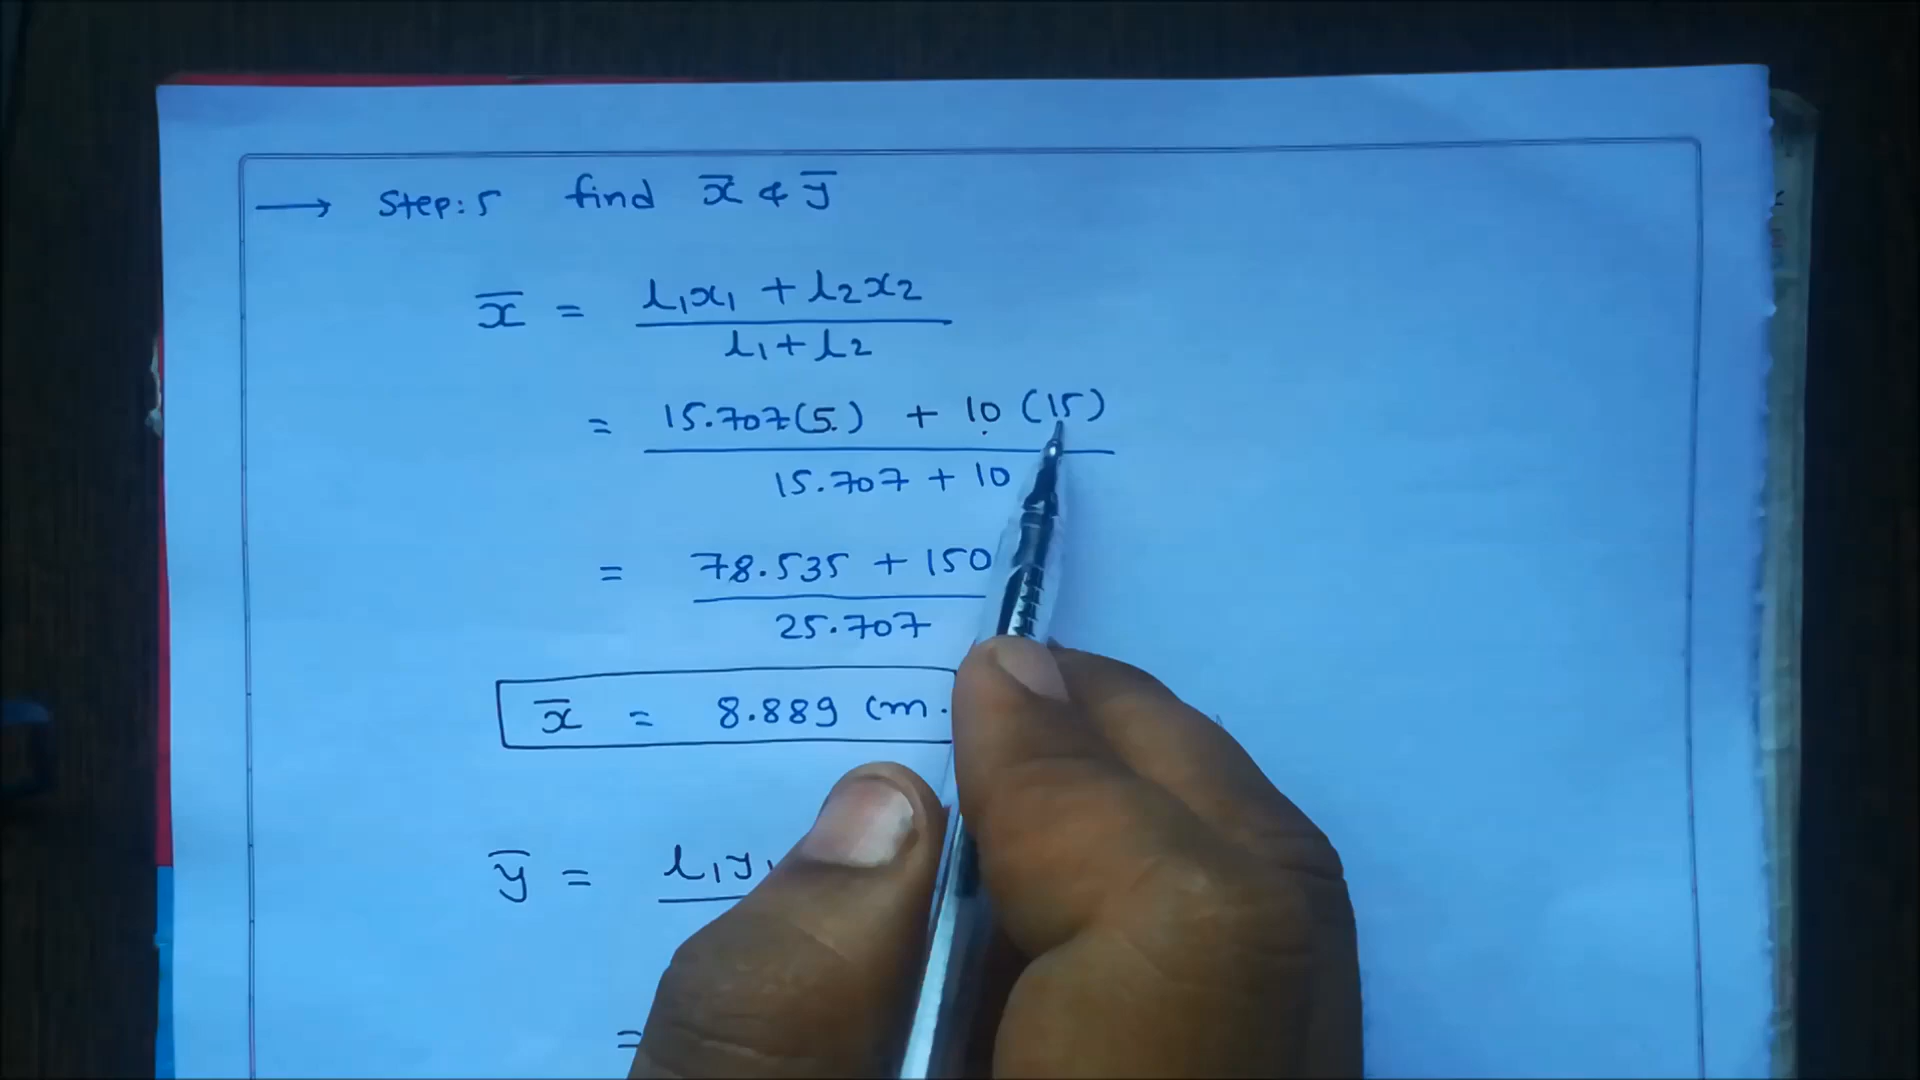 → Step:5 find x̄ & ȳ
x̄ = l₁x₁ + l₂x₂
l₁ + l₂
= 15.707(5) + 10 (15)
15.707 + 10
= 78.535 + 150
25.707
x̄ = 8.889 cm.
ȳ = l₁y₁
=